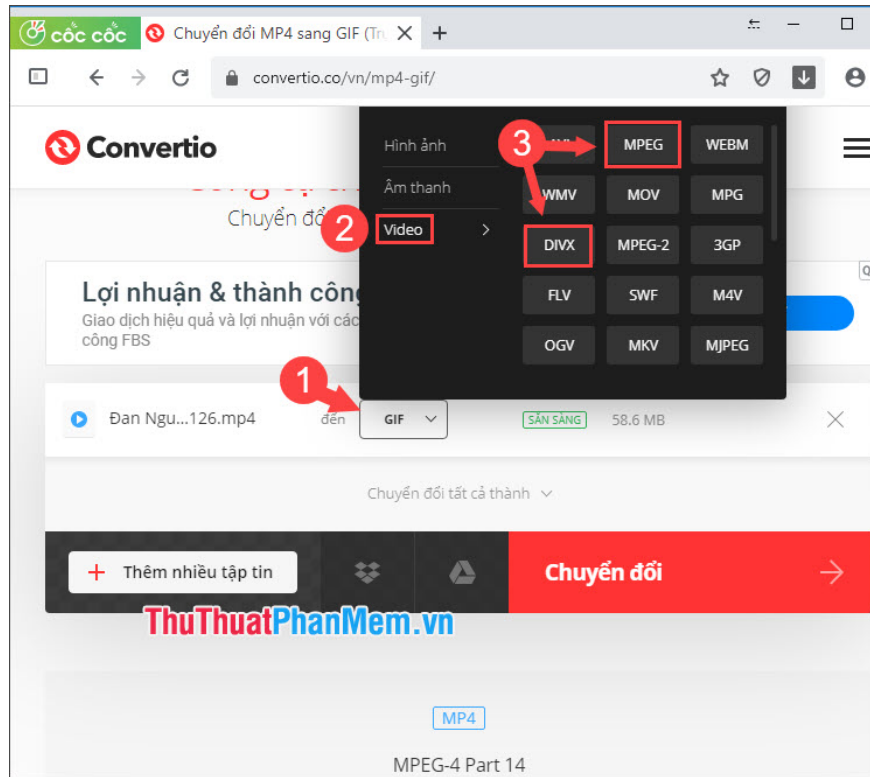 cốc cốc
Chuyển đổi MP4 sang GIF (Tr
convertio.co/vn/mp4-gif/
Convertio
Chuyển đổ
Hình ảnh
Âm thanh
Video
MPEG
WEBM
WMV
MOV
MPG
DIVX
MPEG-2
3GP
FLV
SWF
M4V
OGV
MKV
MJPEG
1
2
3
Lợi nhuận & thành côn
Giao dịch hiệu quả và lợi nhuận với các
công FBS
Đan Ngu...126.mp4
đến
GIF
SẴN SÀNG
58.6 MB
Chuyển đổi tất cả thành
+ Thêm nhiều tập tin
Chuyển đổi
ThuThuatPhanMem.vn
MP4
MPEG-4 Part 14